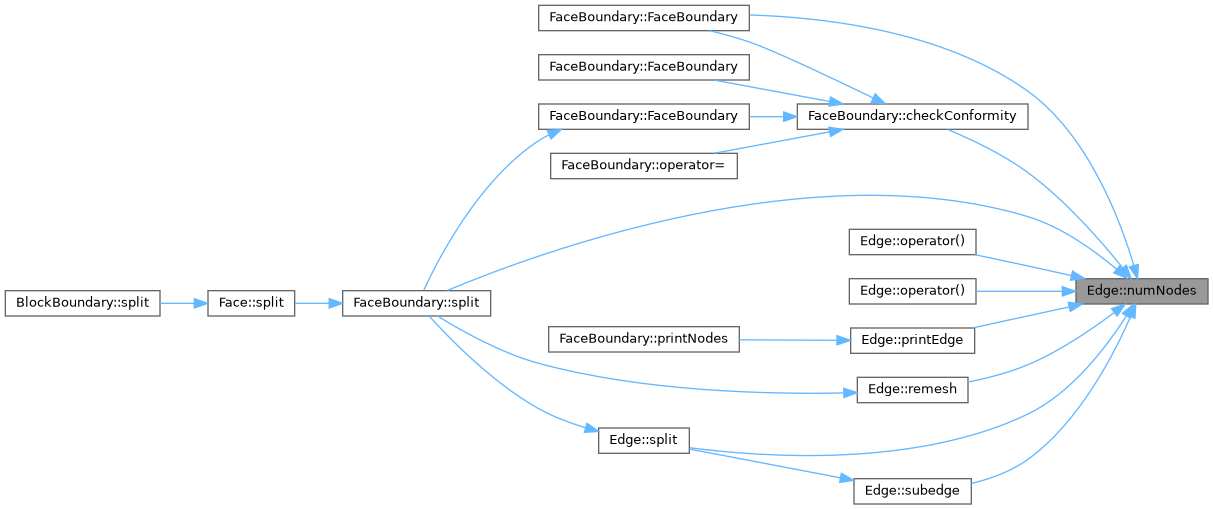 FaceBoundary::FaceBoundary
FaceBoundary::FaceBoundary
FaceBoundary::FaceBoundary
FaceBoundary::checkConformity
FaceBoundary::operator=
Edge::operator()
Edge::operator()
Edge::numNodes
BlockBoundary::split
Face::split
FaceBoundary::split
FaceBoundary::printNodes
Edge::printEdge
Edge::remesh
Edge::split
Edge::subedge